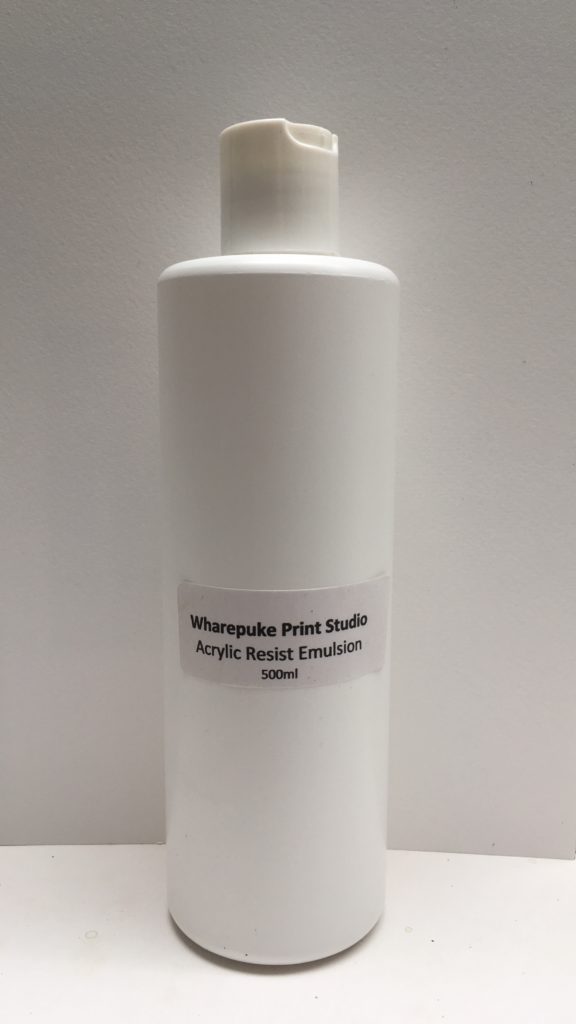 Wharepuke Print Studio
Acrylic Resist Emulsion
500ml